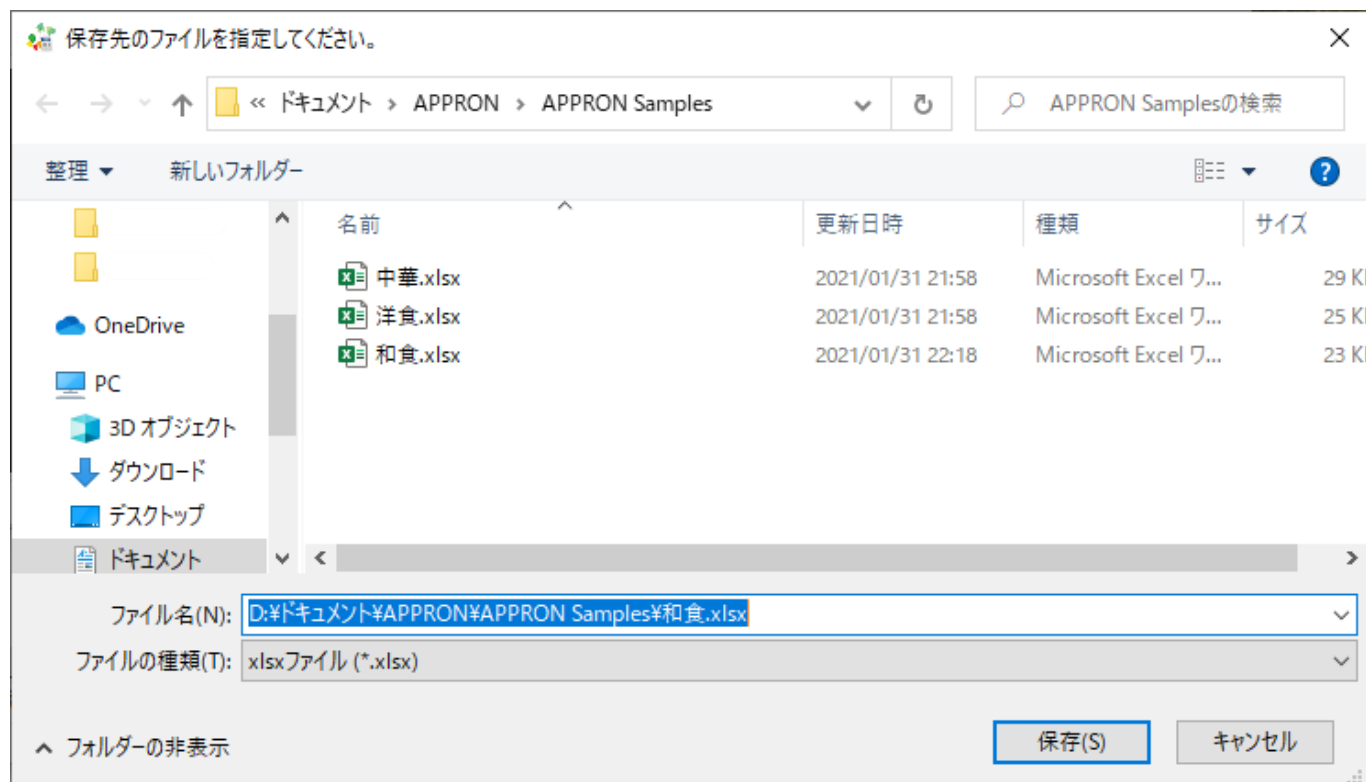 保存先のファイルを指定してください。
« ドキュメント › APPRON › APPRON Samples
APPRON Samplesの検索
整理
新しいフォルダー
?
名前 更新日時 種類 サイズ
中華.xlsx 2021/01/31 21:58 Microsoft Excel ワ... 29 K
洋食.xlsx 2021/01/31 21:58 Microsoft Excel ワ... 25 K
和食.xlsx 2021/01/31 22:18 Microsoft Excel ワ... 23 K
OneDrive
PC
3D オブジェクト
ダウンロード
デスクトップ
ドキュメント
ファイル名(N): D:¥ドキュメント¥APPRON¥APPRON Samples¥和食.xlsx
ファイルの種類(T): xlsxファイル (*.xlsx)
フォルダーの非表示
保存(S) キャンセル